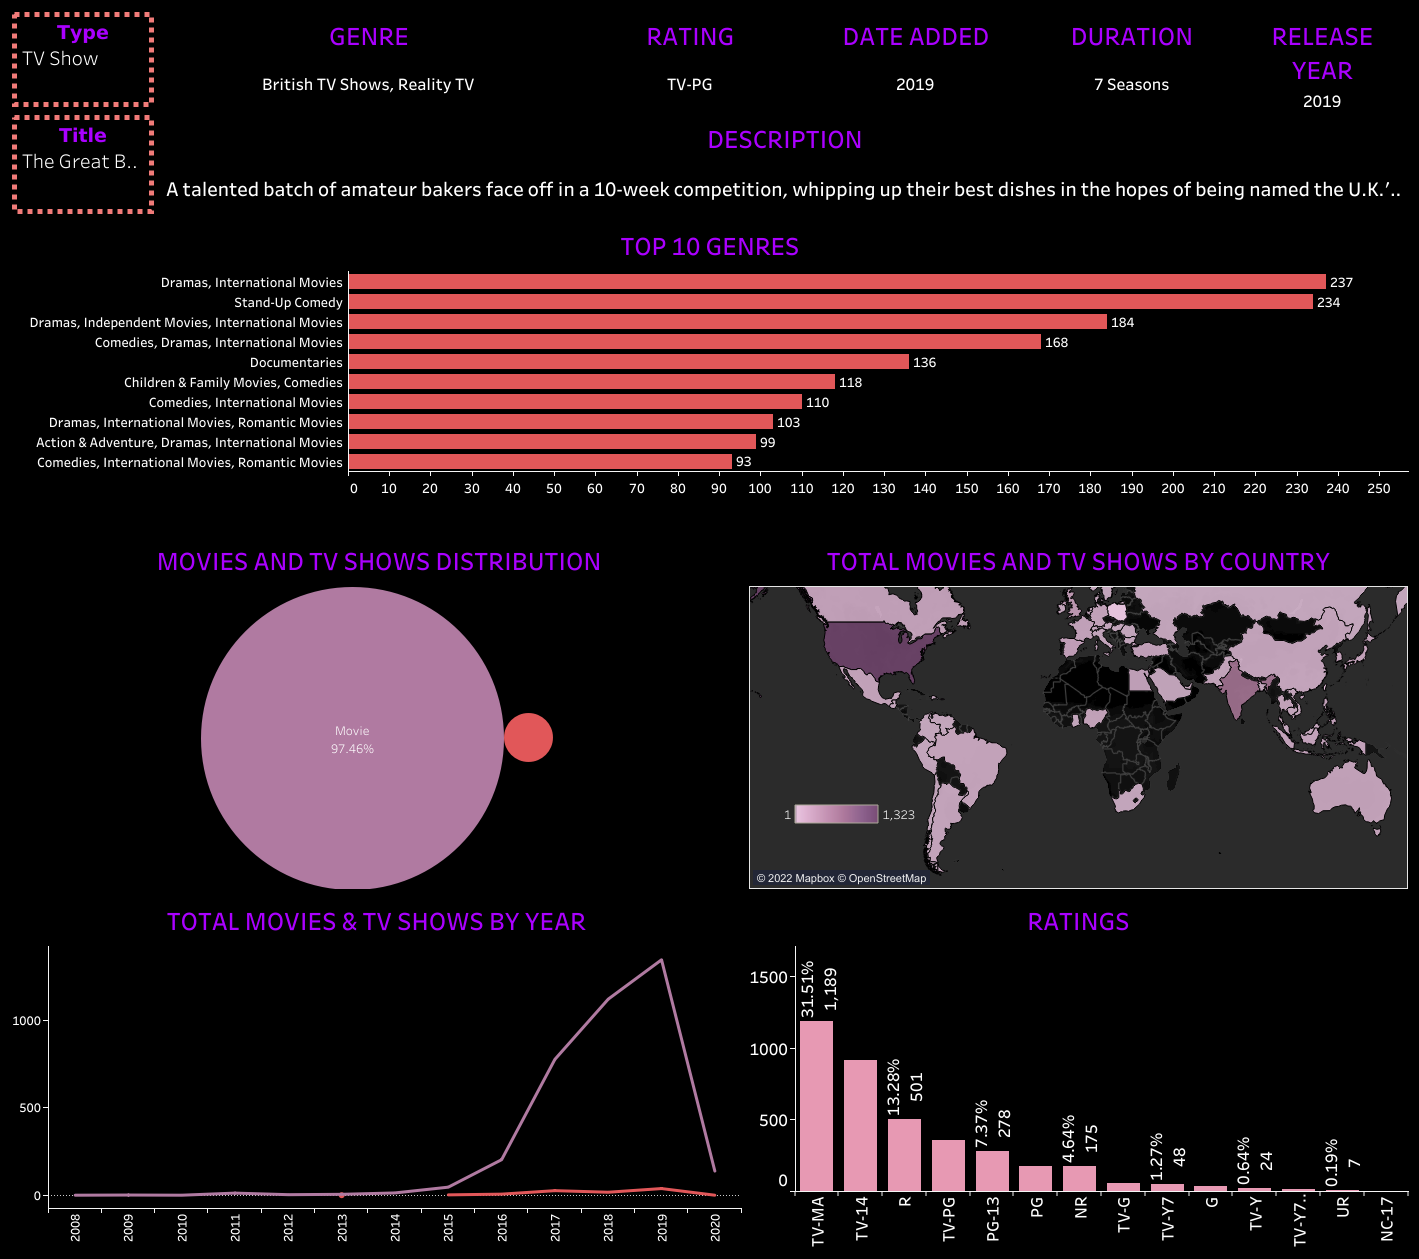 Type
TV Show
Title
The Great B..
GENRE
British TV Shows, Reality TV
RATING
TV-PG
DATE ADDED
2019
DURATION
7 Seasons
RELEASE
YEAR
2019
DESCRIPTION
A talented batch of amateur bakers face off in a 10-week competition, whipping up their best dishes in the hopes of being named the U.K.'..
TOP 10 GENRES
Dramas, International Movies 237
Stand-Up Comedy 234
Dramas, Independent Movies, International Movies 184
Comedies, Dramas, International Movies 168
Documentaries 136
Children & Family Movies, Comedies 118
Comedies, International Movies 110
Dramas, International Movies, Romantic Movies 103
Action & Adventure, Dramas, International Movies 99
Comedies, International Movies, Romantic Movies 93
0 10 20 30 40 50 60 70 80 90 100 110 120 130 140 150 160 170 180 190 200 210 220 230 240 250
MOVIES AND TV SHOWS DISTRIBUTION
Movie
97.46%
TOTAL MOVIES AND TV SHOWS BY COUNTRY
1 1,323
© 2022 Mapbox © OpenStreetMap
TOTAL MOVIES & TV SHOWS BY YEAR
1000
500
0
2008 2009 2010 2011 2012 2013 2014 2015 2016 2017 2018 2019 2020
RATINGS
1500
1000
500
0
31.51%
1,189
13.28%
501
7.37%
278
4.64%
175
1.27%
48
0.64%
24
0.19%
7
TV-MA TV-14 R TV-PG PG-13 PG NR TV-G TV-Y7 G TV-Y TV-Y7.. UR NC-17